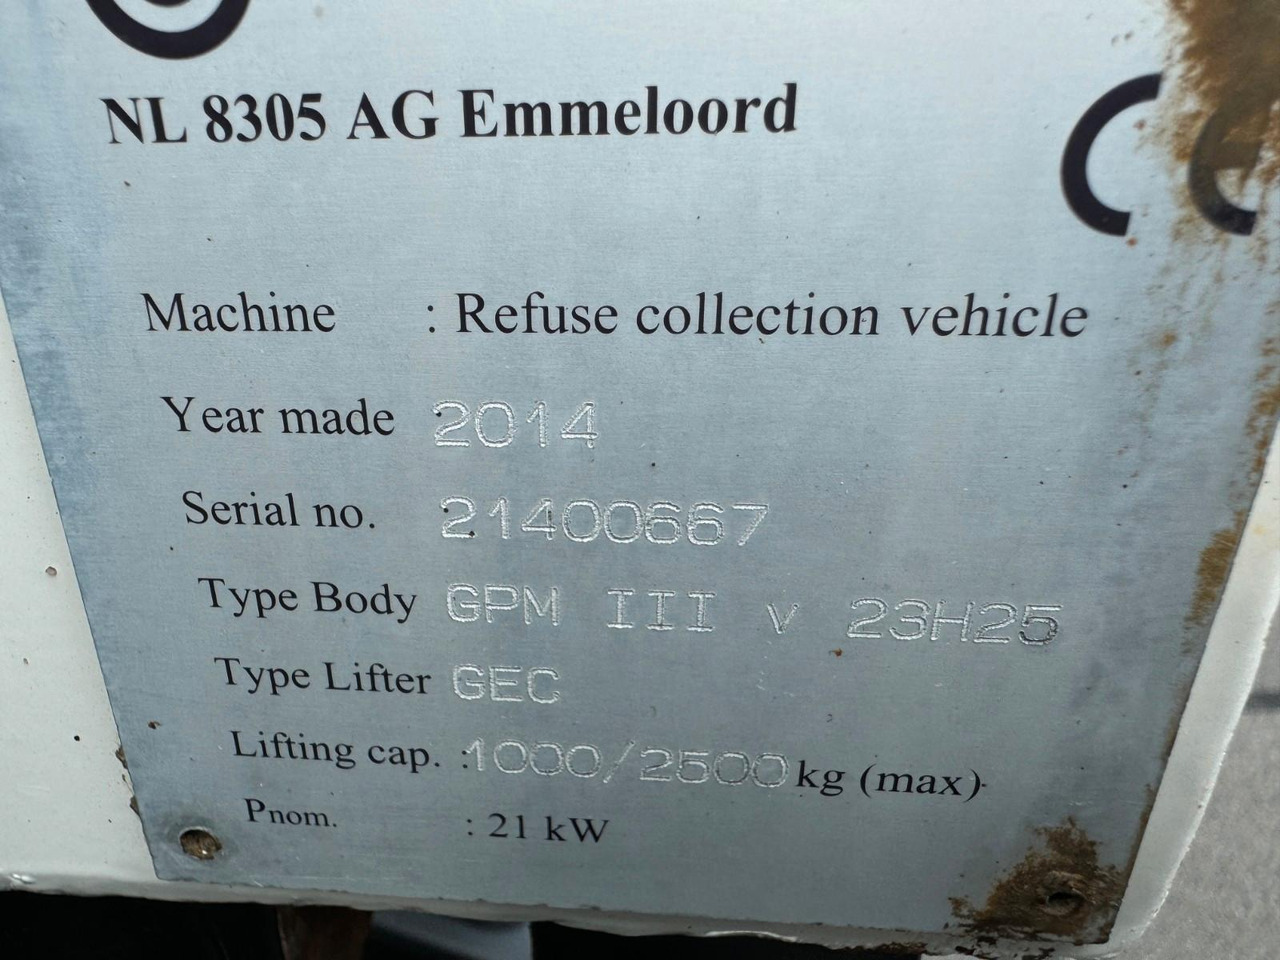 NL 8305 AG Emmeloord
CE
Machine : Refuse collection vehicle
Year made 2014
Serial no. 21400667
Type Body GPM III v 23H25
Type Lifter GEC
Lifting cap. :1000/2500 kg (max)
Pnom. : 21 kW